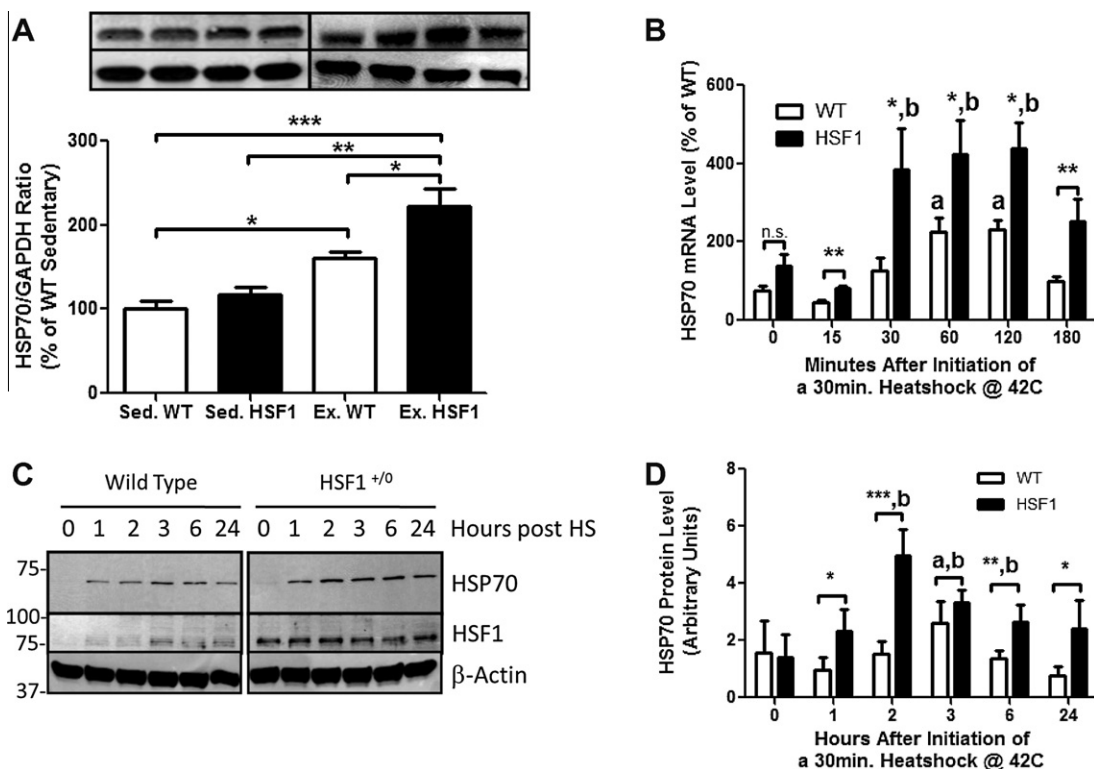 A
HSP70/GAPDH Ratio
(% of WT Sedentary)
300
200
100
0
***
**
*
*
Sed. WT
Sed. HSF1
Ex. WT
Ex. HSF1
B
HSP70 mRNA Level (% of WT)
600
400
200
0
WT
HSF1
n.s.
**
*,b
a
*,b
a
*,b
**
0 15 30 60 120 180
Minutes After Initiation of
a 30min. Heatshock @ 42C
C
Wild Type
HSF1 +/0
0 1 2 3 6 24 0 1 2 3 6 24 Hours post HS
75-
HSP70
100-
75-
HSF1
37-
β-Actin
D
HSP70 Protein Level
(Arbitrary Units)
8
6
4
2
0
WT
HSF1
*
***,b
a,b
**,b
*
0 1 2 3 6 24
Hours After Initiation of
a 30min. Heatshock @ 42C